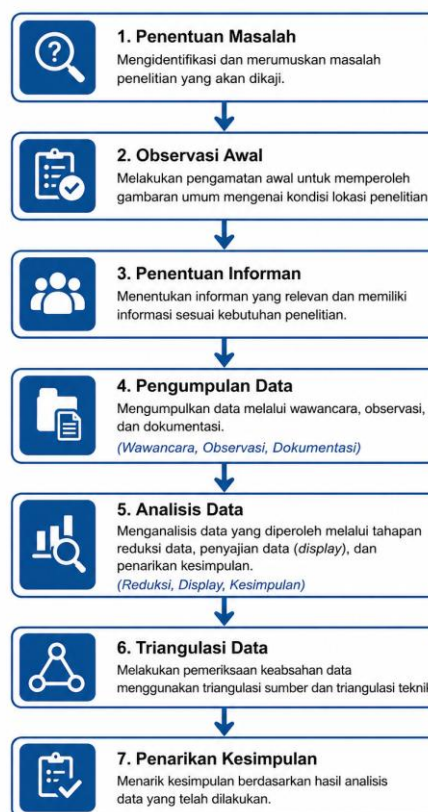 1. Penentuan Masalah
Mengidentifikasi dan merumuskan masalah
penelitian yang akan dikaji.
2. Observasi Awal
Melakukan pengamatan awal untuk memperoleh
gambaran umum mengenai kondisi lokasi penelitian
3. Penentuan Informan
Menentukan informan yang relevan dan memiliki
informasi sesuai kebutuhan penelitian.
4. Pengumpulan Data
Mengumpulkan data melalui wawancara, observasi,
dan dokumentasi.
(Wawancara, Observasi, Dokumentasi)
5. Analisis Data
Menganalisis data yang diperoleh melalui tahapan
reduksi data, penyajian data (display), dan
penarikan kesimpulan.
(Reduksi, Display, Kesimpulan)
6. Triangulasi Data
Melakukan pemeriksaan keabsahan data
menggunakan triangulasi sumber dan triangulasi teknik
7. Penarikan Kesimpulan
Menarik kesimpulan berdasarkan hasil analisis
data yang telah dilakukan.